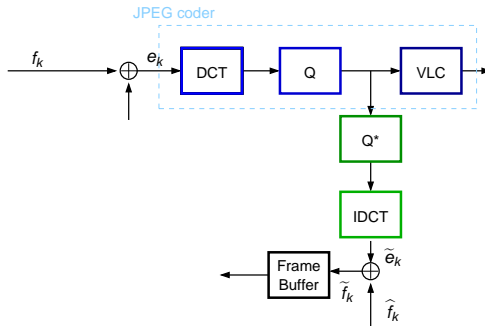 JPEG coder
f_k
e_k
DCT
Q
VLC
Q*
IDCT
ẽ_k
Frame
Buffer
f̃_k
f̂_k